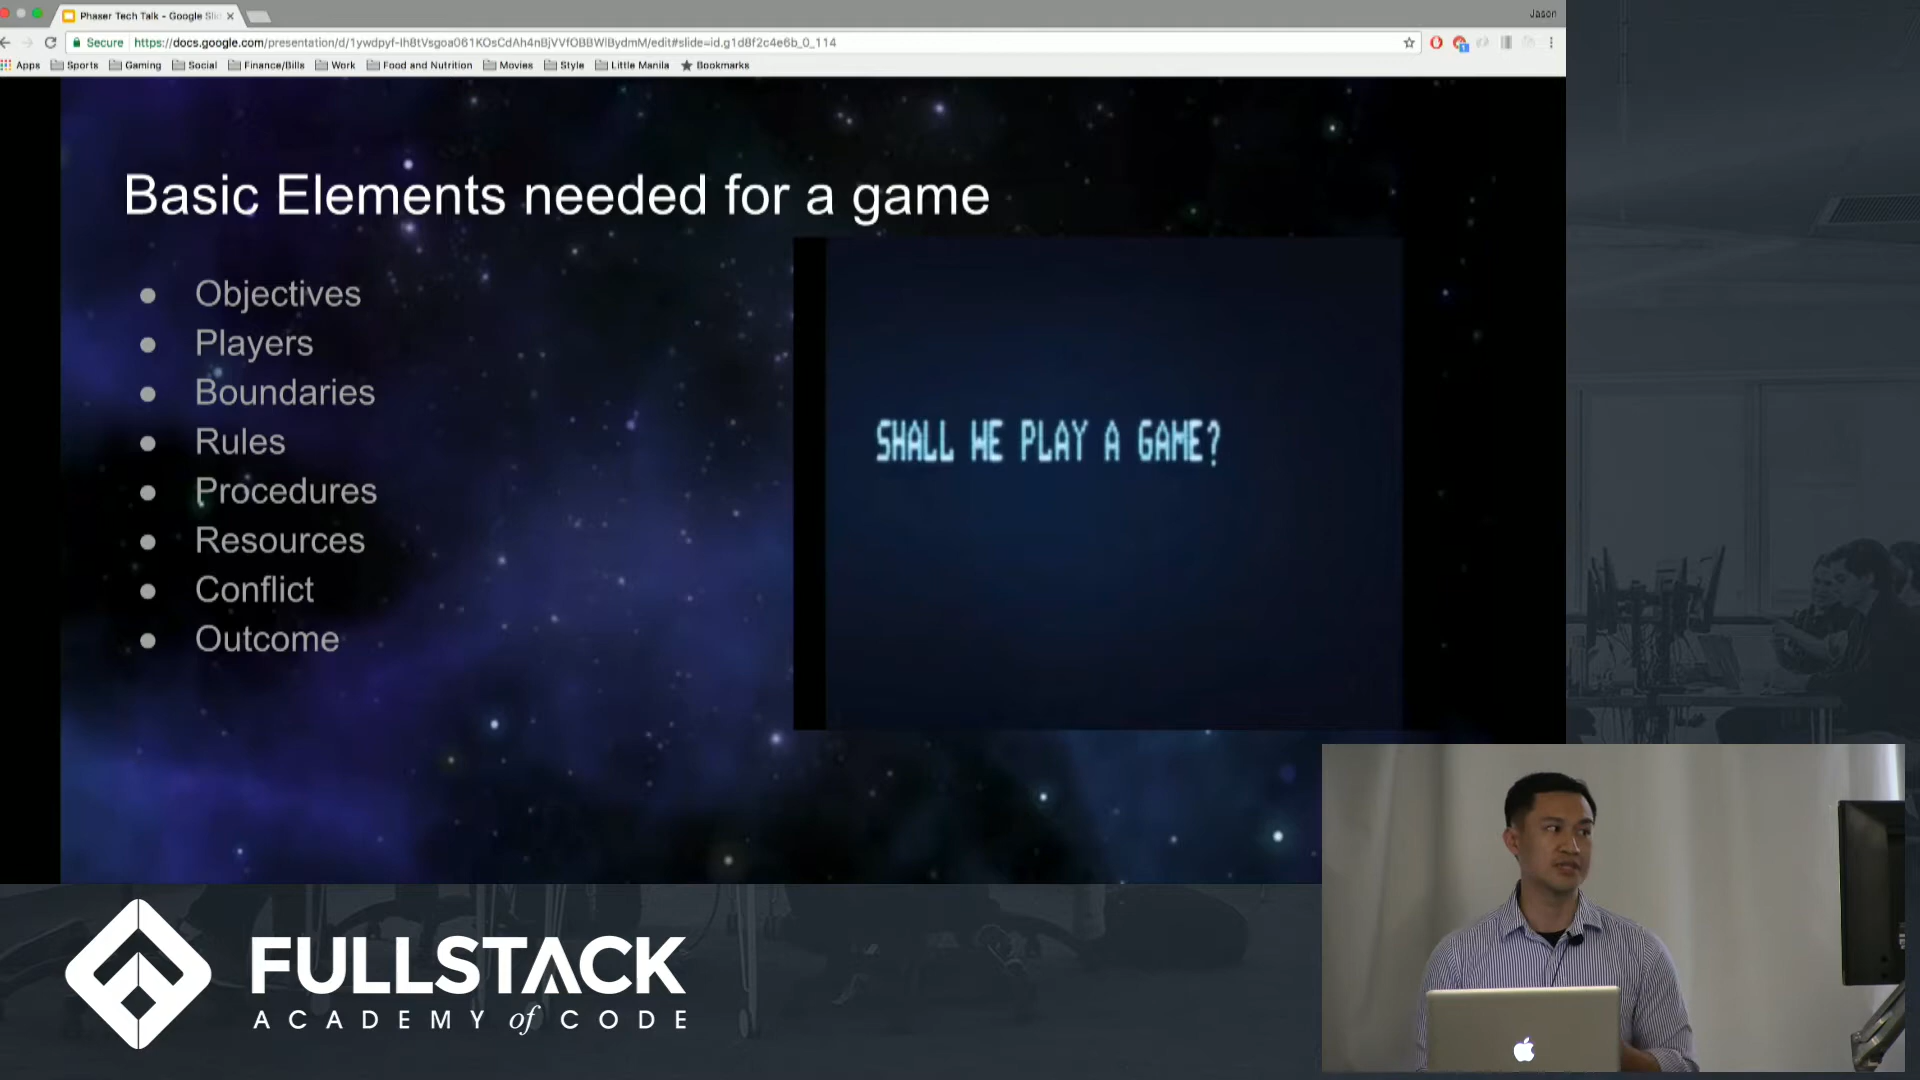 Phaser Tech Talk - Google Sli
Jason
Secure https://docs.google.com/presentation/d/1ywdpyf-Ih8tVsgoa061KOsCdAh4nBjVVfOBBWlBydmM/edit#slide=id.g1d8f2c4e6b_0_114
Apps Sports Gaming Social Finance/Bills Work Food and Nutrition Movies Style Little Manila Bookmarks
Basic Elements needed for a game
● Objectives
● Players
● Boundaries
● Rules
● Procedures
● Resources
● Conflict
● Outcome
SHALL WE PLAY A GAME?
FULLSTACK
ACADEMY of CODE